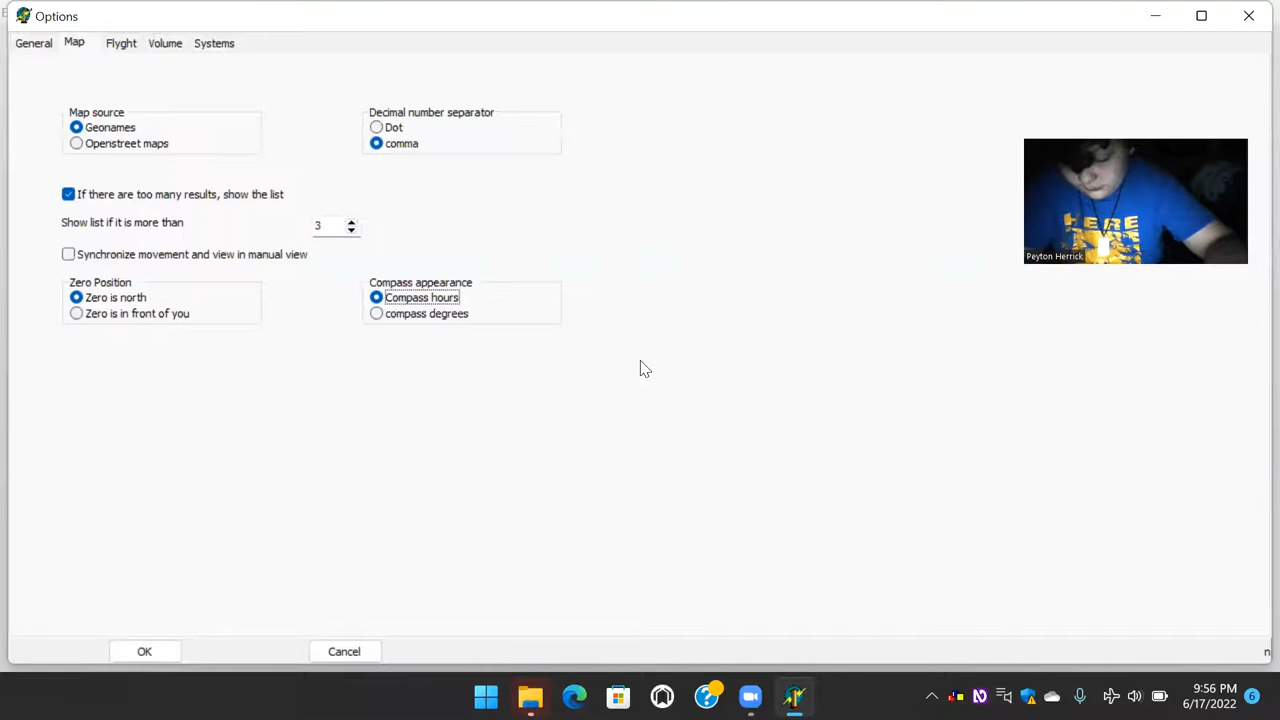 Options
General Map Flyght Volume Systems
Map source
Geonames
Openstreet maps
Decimal number separator
Dot
comma
If there are too many results, show the list
Show list if it is more than 3
Synchronize movement and view in manual view
Zero Position
Zero is north
Zero is in front of you
Compass appearance
Compass hours
compass degrees
HERE
Peyton Herrick
OK Cancel
n
9:56 PM
6/17/2022
6